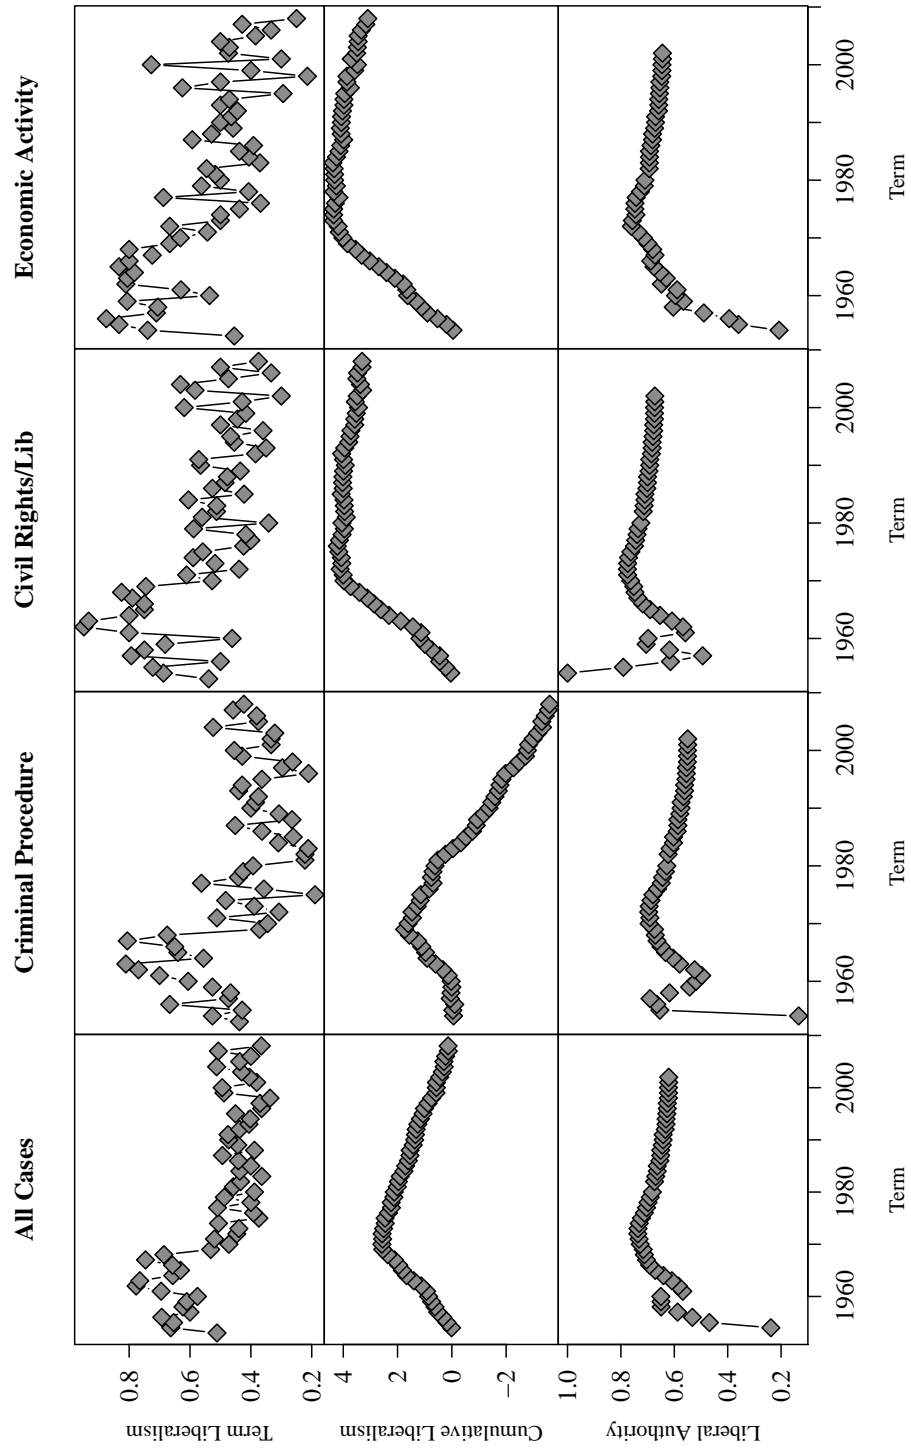 All Cases
Criminal Procedure
Civil Rights/Lib
Economic Activity
Term Liberalism
0.2
0.4
0.6
0.8
Cumulative Liberalism
−2
0
2
4
Liberal Authority
0.2
0.4
0.6
0.8
1.0
1960
1980
2000
Term
1960
1980
2000
Term
1960
1980
2000
Term
1960
1980
2000
Term